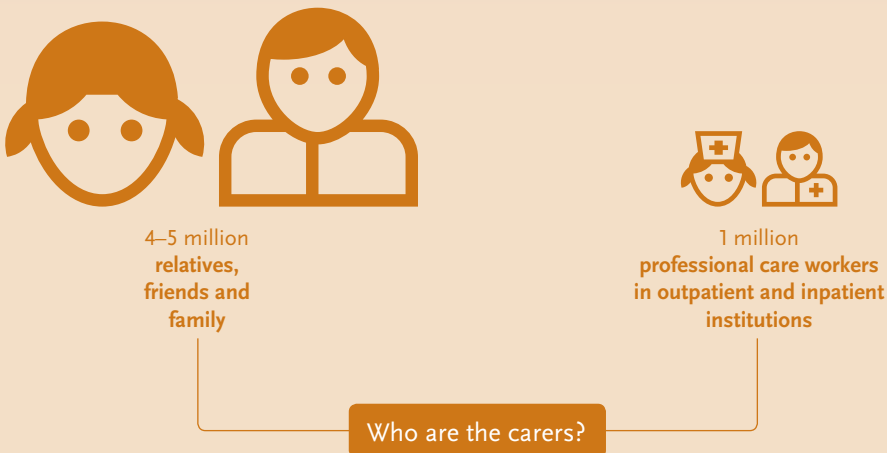 4–5 million
relatives,
friends and
family
1 million
professional care workers
in outpatient and inpatient
institutions
Who are the carers?